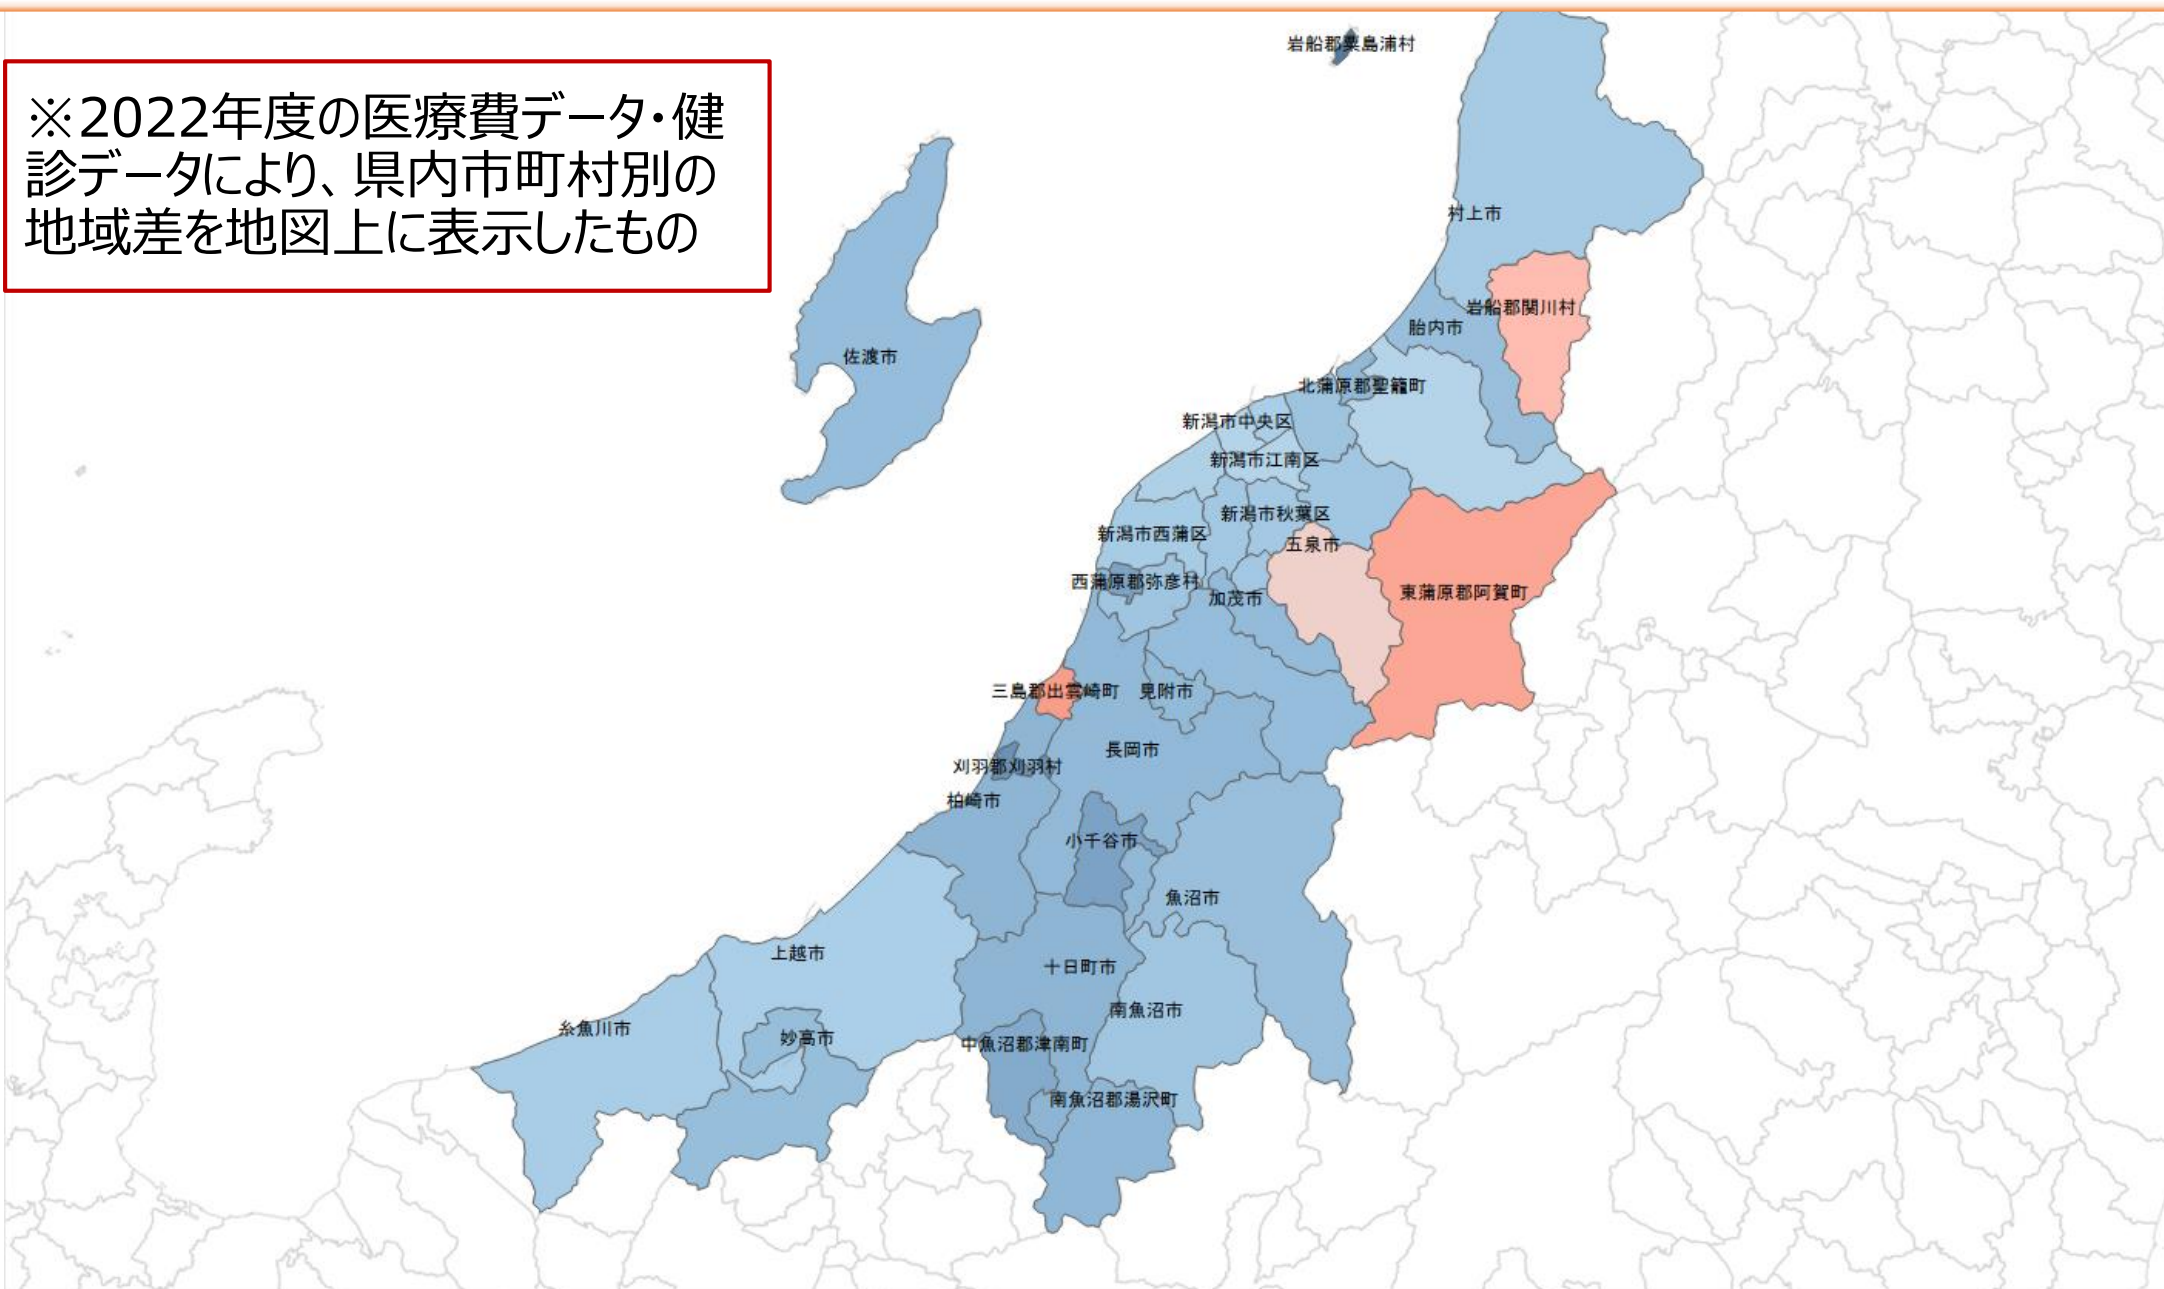 ※2022年度の医療費データ・健
診データにより、県内市町村別の
地域差を地図上に表示したもの
岩船郡粟島浦村
村上市
岩船郡関川村
胎内市
佐渡市
北蒲原郡聖籠町
新潟市中央区
新潟市江南区
新潟市秋葉区
新潟市西蒲区
五泉市
西蒲原郡弥彦村
加茂市
東蒲原郡阿賀町
三島郡出雲崎町
見附市
長岡市
刈羽郡刈羽村
柏崎市
小千谷市
魚沼市
上越市
十日町市
南魚沼市
糸魚川市
妙高市
中魚沼郡津南町
南魚沼郡湯沢町